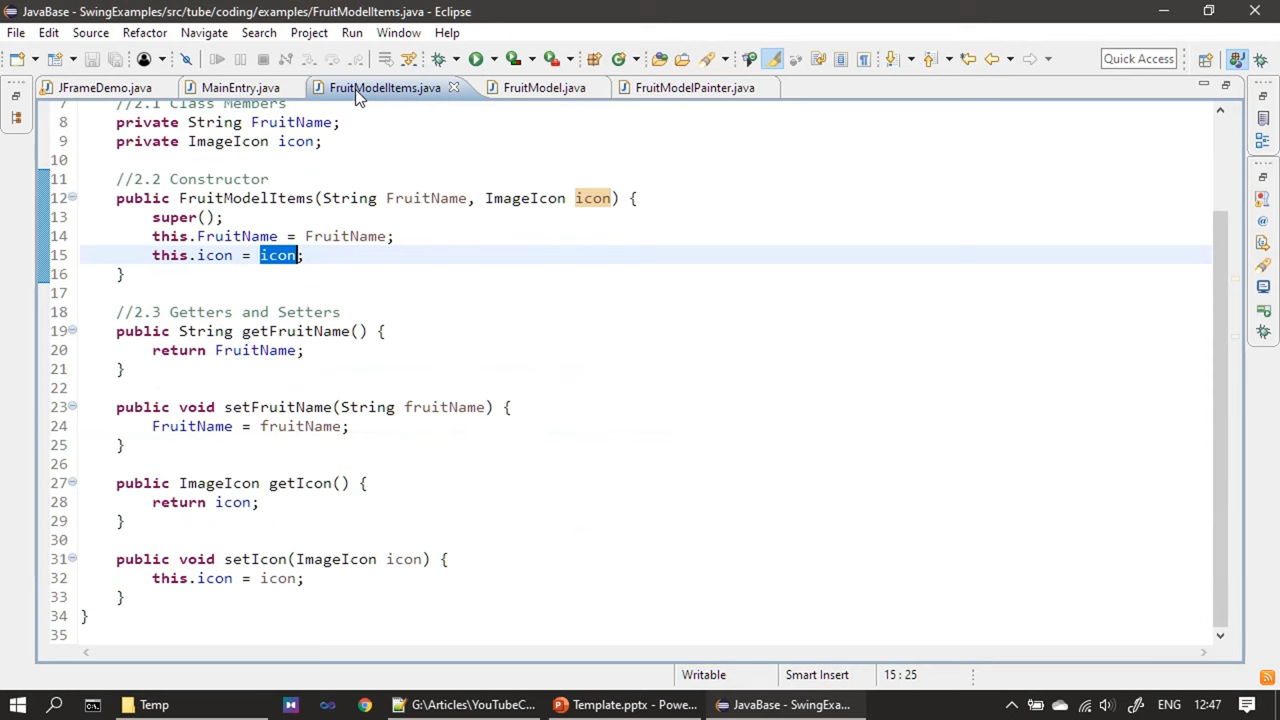 JavaBase - SwingExamples/src/tube/coding/examples/FruitModelItems.java - Eclipse
File Edit Source Refactor Navigate Search Project Run Window Help
Quick Access
JFrameDemo.java MainEntry.java FruitModelItems.java FruitModel.java FruitModelPainter.java
7 //2.1 Class Members
8 private String FruitName;
9 private ImageIcon icon;
10
11 //2.2 Constructor
12 public FruitModelItems(String FruitName, ImageIcon icon) {
13 super();
14 this.FruitName = FruitName;
15 this.icon = icon;
16 }
17
18 //2.3 Getters and Setters
19 public String getFruitName() {
20 return FruitName;
21 }
22
23 public void setFruitName(String fruitName) {
24 FruitName = fruitName;
25 }
26
27 public ImageIcon getIcon() {
28 return icon;
29 }
30
31 public void setIcon(ImageIcon icon) {
32 this.icon = icon;
33 }
34 }
35
Writable Smart Insert 15 : 25
Temp G:\Articles\YouTubeC... Template.pptx - Powe... JavaBase - SwingExa... 12:47